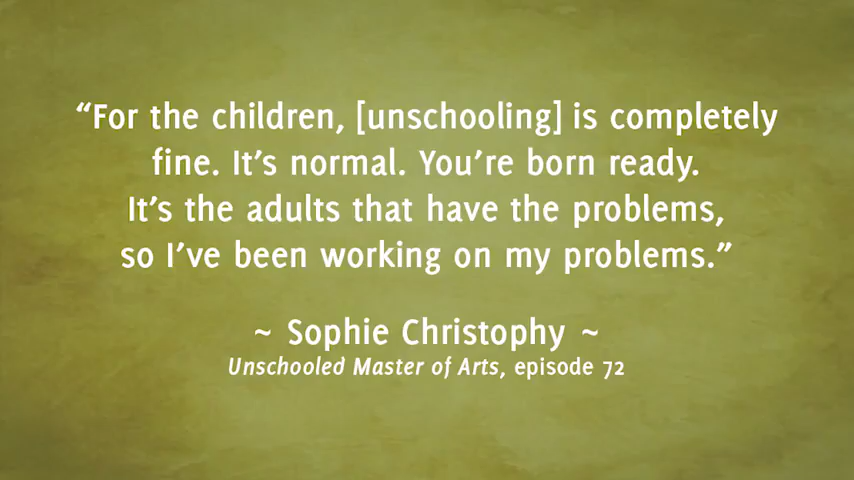 “For the children, [unschooling] is completely
fine. It’s normal. You’re born ready.
It’s the adults that have the problems,
so I’ve been working on my problems.”
~ Sophie Christophy ~
Unschooled Master of Arts, episode 72